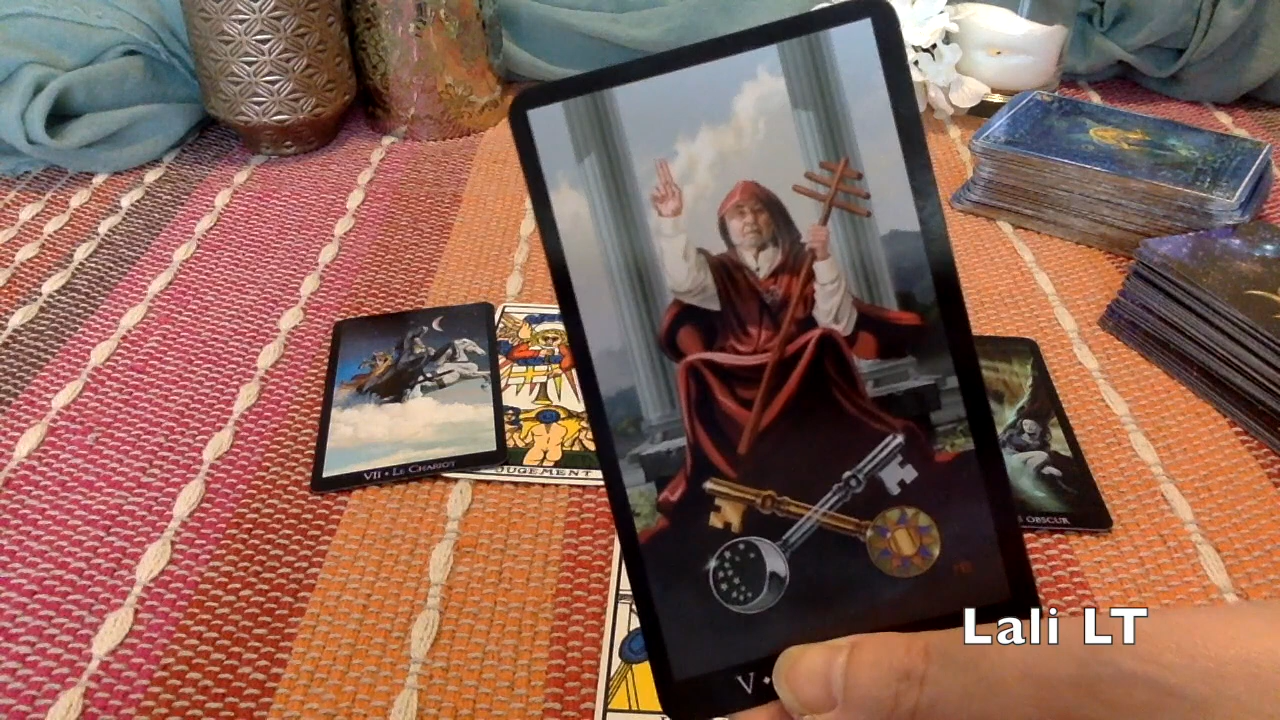 VII • LE CHARIOT
JUGEMENT
OBSCUR
V •
Lali LT